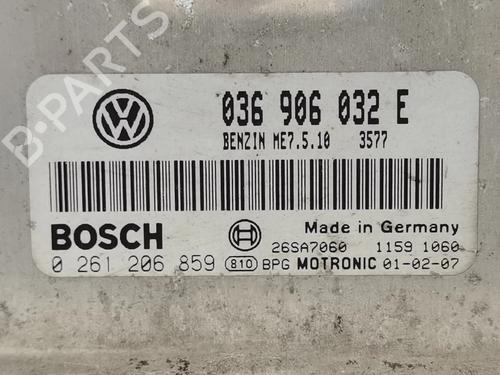 B-PARTS
036 906 032 E
BENZIN ME7.5.10 3577
BOSCH Made in Germany
26SA7060 1159 1060
0 261 206 859 810 BPG MOTRONIC 01-02-07